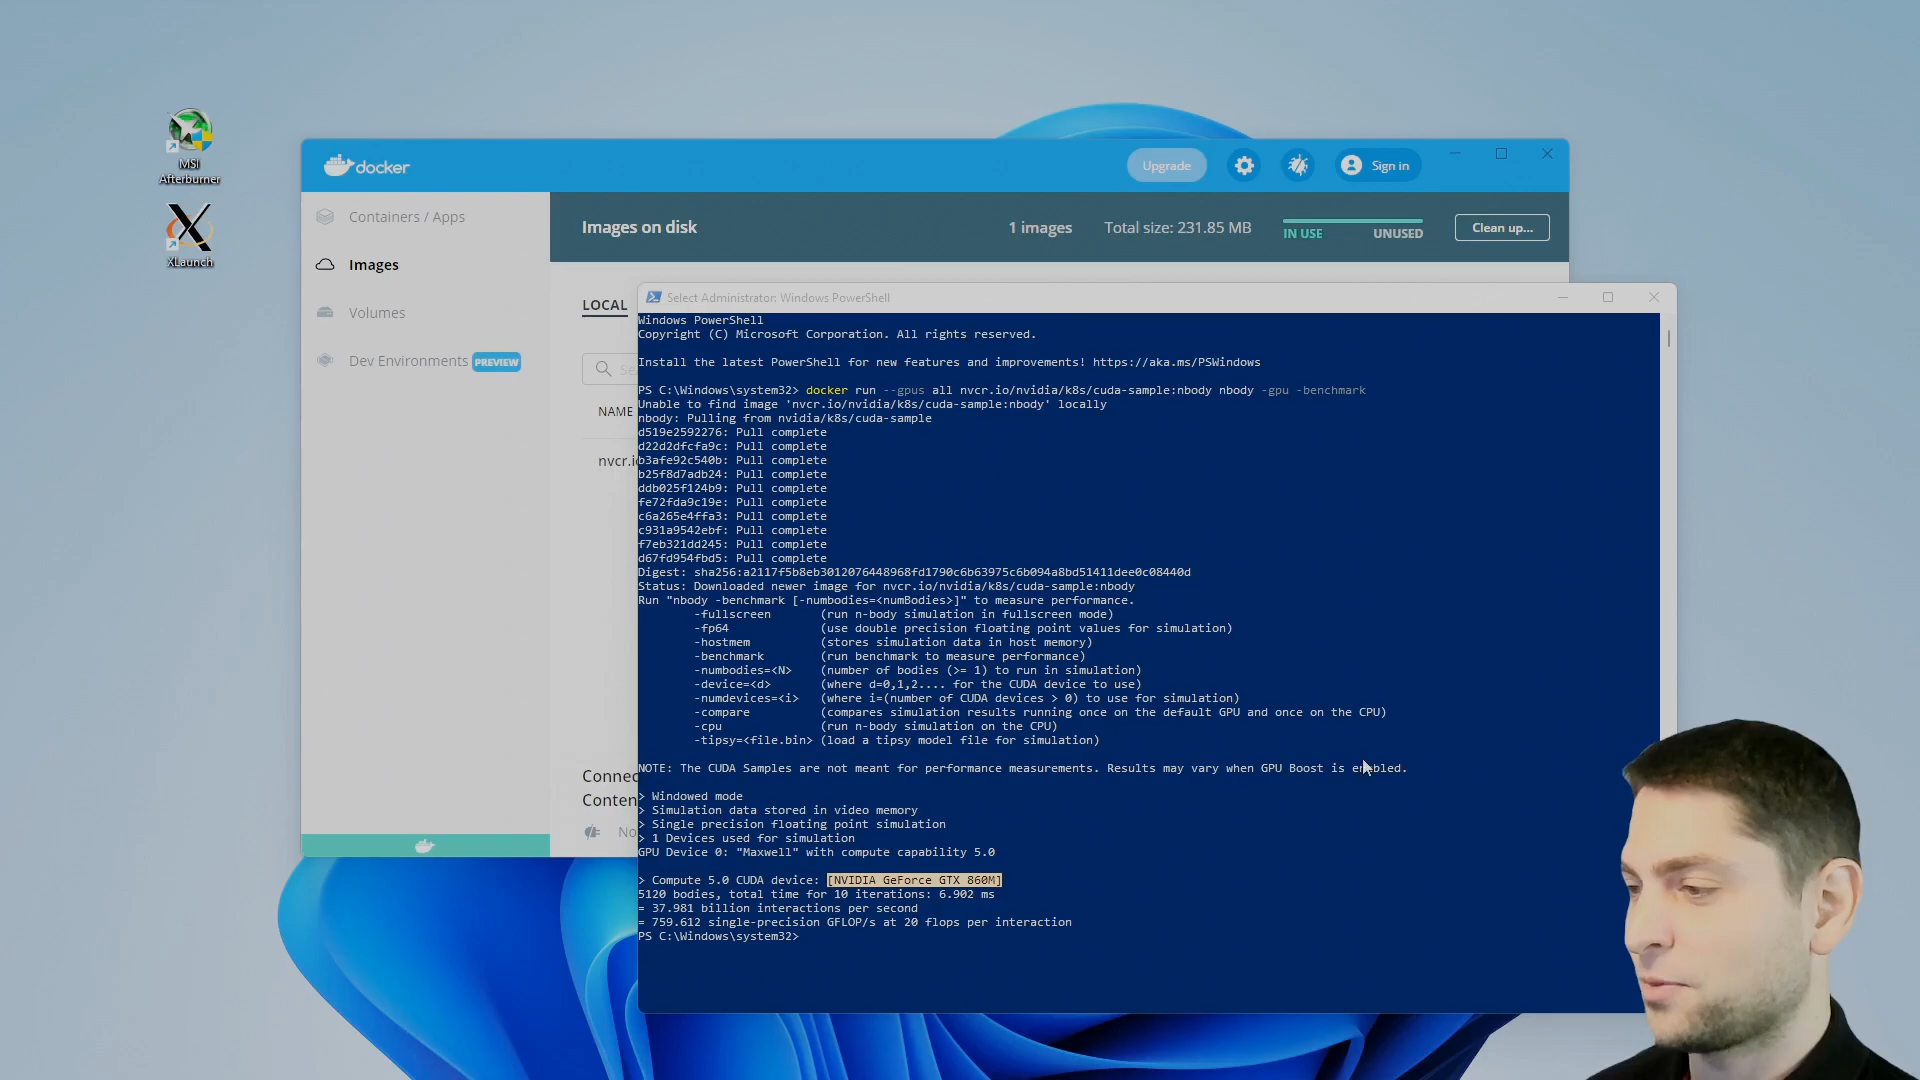 MSI
Afterburner
XLaunch
docker
Upgrade
Sign in
Containers / Apps
Images
Volumes
Dev Environments PREVIEW
Images on disk
1 images
Total size: 231.85 MB
IN USE
UNUSED
Clean up...
LOCAL
NAME
Select Administrator: Windows PowerShell
Windows PowerShell
Copyright (C) Microsoft Corporation. All rights reserved.
Install the latest PowerShell for new features and improvements! https://aka.ms/PSWindows
PS C:\Windows\system32> docker run --gpus all nvcr.io/nvidia/k8s/cuda-sample:nbody nbody -gpu -benchmark
Unable to find image 'nvcr.io/nvidia/k8s/cuda-sample:nbody' locally
nbody: Pulling from nvidia/k8s/cuda-sample
d519e2592276: Pull complete
d22d2dfcfa9c: Pull complete
b3afe92c540b: Pull complete
b25f8d7adb24: Pull complete
ddb025f124b9: Pull complete
fe72fda9c19e: Pull complete
c6a265e4ffa3: Pull complete
c931a9542ebf: Pull complete
f7eb321dd245: Pull complete
d67fd954fbd5: Pull complete
Digest: sha256:a2117f5b8eb3012076448968fd1790c6b63975c6b094a8bd51411dee0c08440d
Status: Downloaded newer image for nvcr.io/nvidia/k8s/cuda-sample:nbody
Run "nbody -benchmark [-numbodies=<numBodies>]" to measure performance.
-fullscreen (run n-body simulation in fullscreen mode)
-fp64 (use double precision floating point values for simulation)
-hostmem (stores simulation data in host memory)
-benchmark (run benchmark to measure performance)
-numbodies=<N> (number of bodies (>= 1) to run in simulation)
-device=<d> (where d=0,1,2.... for the CUDA device to use)
-numdevices=<i> (where i=(number of CUDA devices > 0) to use for simulation)
-compare (compares simulation results running once on the default GPU and once on the CPU)
-cpu (run n-body simulation on the CPU)
-tipsy=<file.bin> (load a tipsy model file for simulation)
NOTE: The CUDA Samples are not meant for performance measurements. Results may vary when GPU Boost is enabled.
> Windowed mode
> Simulation data stored in video memory
> Single precision floating point simulation
> 1 Devices used for simulation
GPU Device 0: "Maxwell" with compute capability 5.0
> Compute 5.0 CUDA device: [NVIDIA GeForce GTX 860M]
5120 bodies, total time for 10 iterations: 6.902 ms
= 37.981 billion interactions per second
= 759.612 single-precision GFLOP/s at 20 flops per interaction
PS C:\Windows\system32>